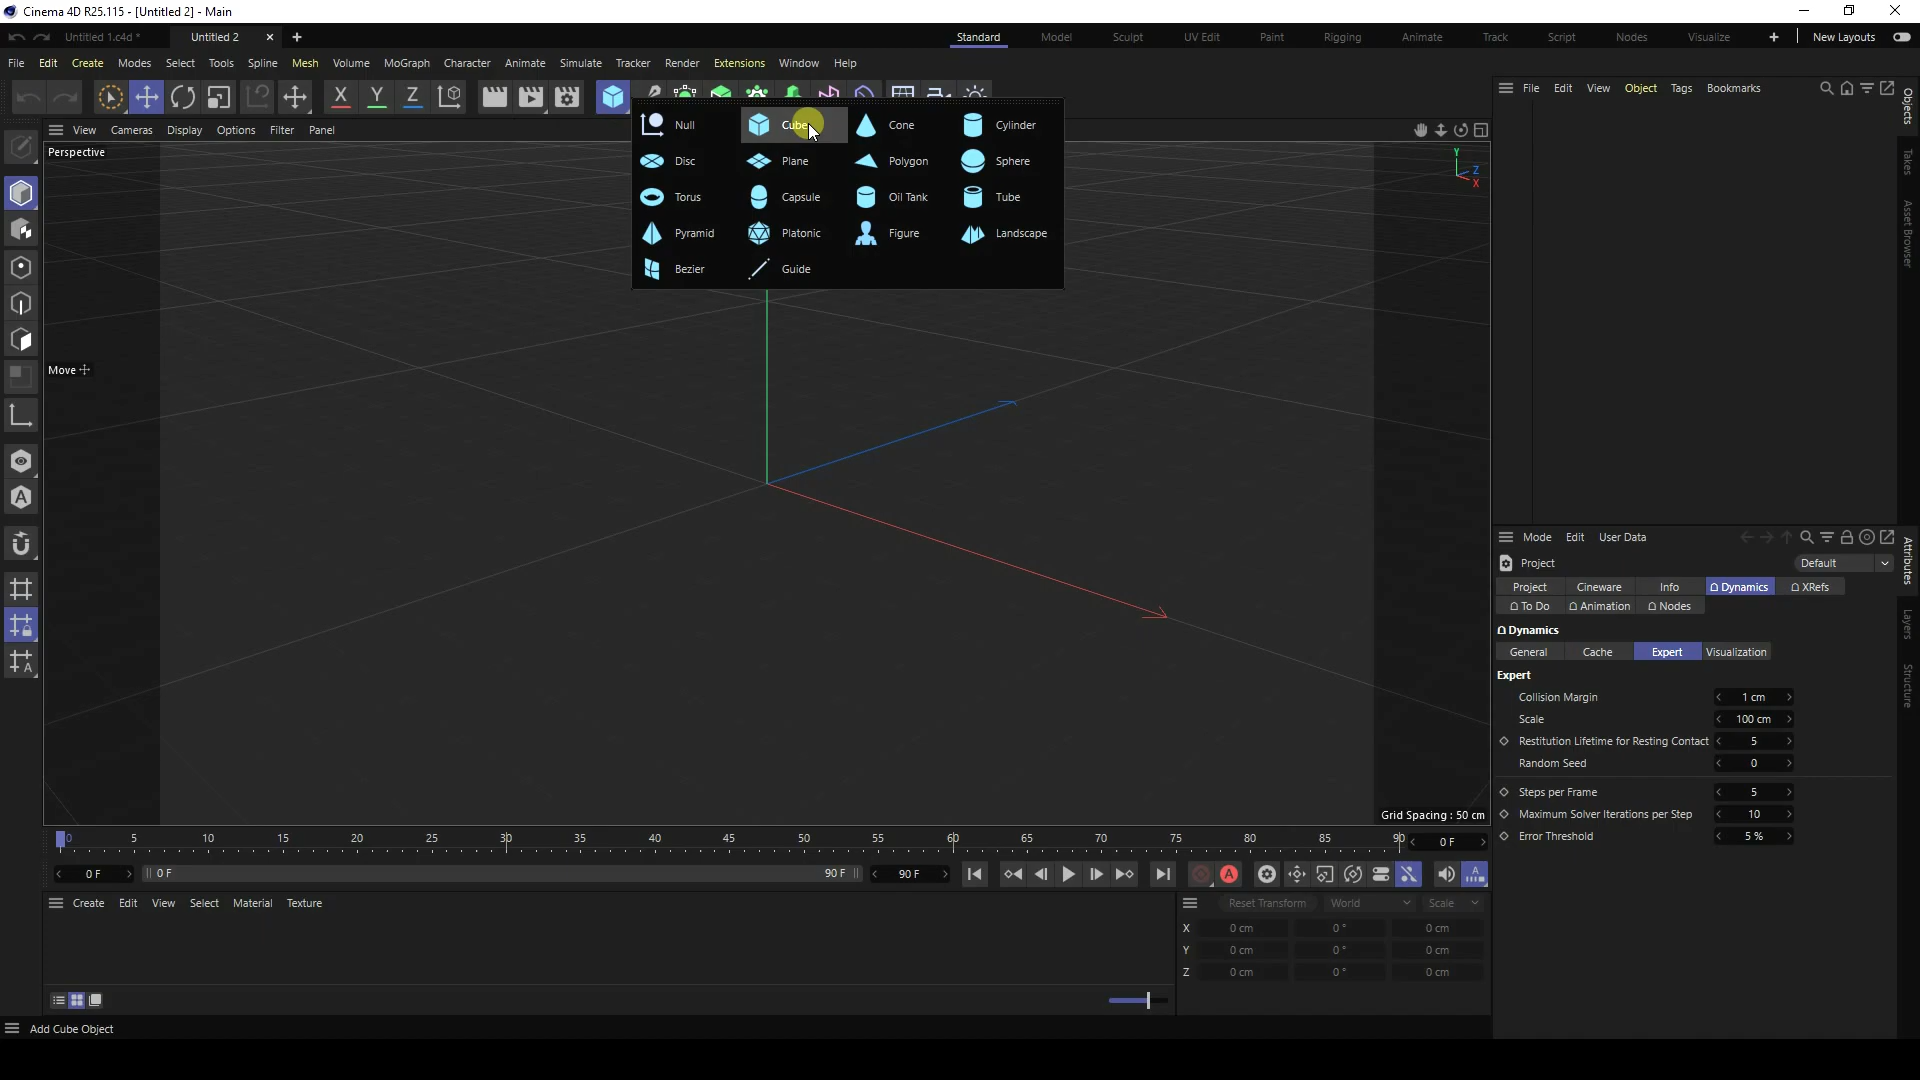 Cinema 4D R25.115 - [Untitled 2] - Main
Untitled 1.c4d *
Untitled 2
Standard Model Sculpt UV Edit Paint Rigging Animate Track Script Nodes Visualize New Layouts
File Edit Create Modes Select Tools Spline Mesh Volume MoGraph Character Animate Simulate Tracker Render Extensions Window Help
X Y Z
File Edit View Object Tags Bookmarks
View Cameras Display Options Filter Panel
Perspective
Null Cube Cone Cylinder
Disc Plane Polygon Sphere
Torus Capsule Oil Tank Tube
Pyramid Platonic Figure Landscape
Bezier Guide
Y
Z
X
Move
Objects
Takes
Asset Browser
Mode Edit User Data
Project Default
Project Cineware Info Dynamics XRefs
To Do Animation Nodes
Dynamics
General Cache Expert Visualization
Expert
Collision Margin 1 cm
Scale 100 cm
Restitution Lifetime for Resting Contact 5
Random Seed 0
Steps per Frame 5
Maximum Solver Iterations per Step 10
Error Threshold 5 %
Attributes
Layers
Structure
Grid Spacing : 50 cm
0 5 10 15 20 25 30 35 40 45 50 55 60 65 70 75 80 85 90 0 F
0 F 0 F 90 F 90 F
Create Edit View Select Material Texture
Reset Transform World Scale
X 0 cm 0 ° 0 cm
Y 0 cm 0 ° 0 cm
Z 0 cm 0 ° 0 cm
Add Cube Object